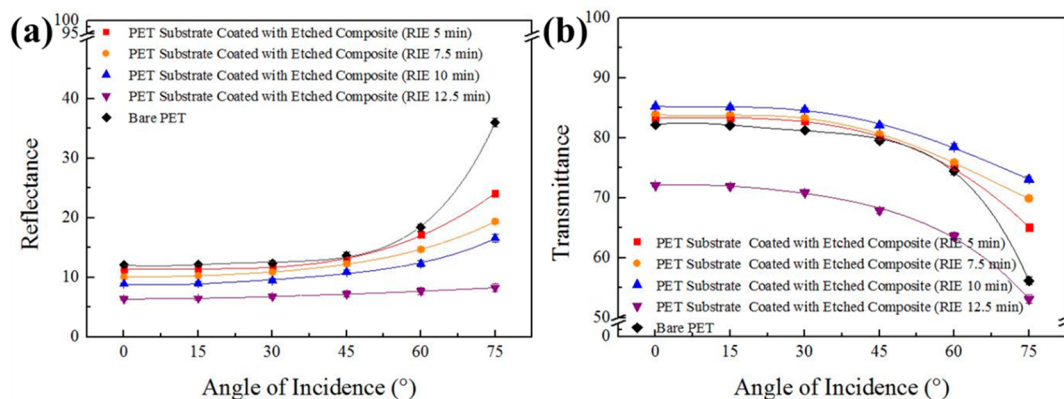 (a)
100
95
PET Substrate Coated with Etched Composite (RIE 5 min)
PET Substrate Coated with Etched Composite (RIE 7.5 min)
PET Substrate Coated with Etched Composite (RIE 10 min)
PET Substrate Coated with Etched Composite (RIE 12.5 min)
Bare PET
40
30
20
10
0
Reflectance
0 15 30 45 60 75
Angle of Incidence (°)
(b)
100
90
80
70
60
50
0
Transmittance
PET Substrate Coated with Etched Composite (RIE 5 min)
PET Substrate Coated with Etched Composite (RIE 7.5 min)
PET Substrate Coated with Etched Composite (RIE 10 min)
PET Substrate Coated with Etched Composite (RIE 12.5 min)
Bare PET
0 15 30 45 60 75
Angle of Incidence (°)